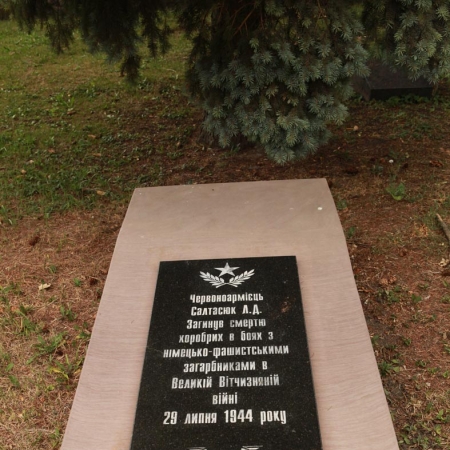 Червоноармієць
Салтасюк Л.Д.
Загинув смертю
хоробрих в боях з
німецько-фашистськими
загарбниками в
Великій Вітчизняній
війні
29 липня 1944 року